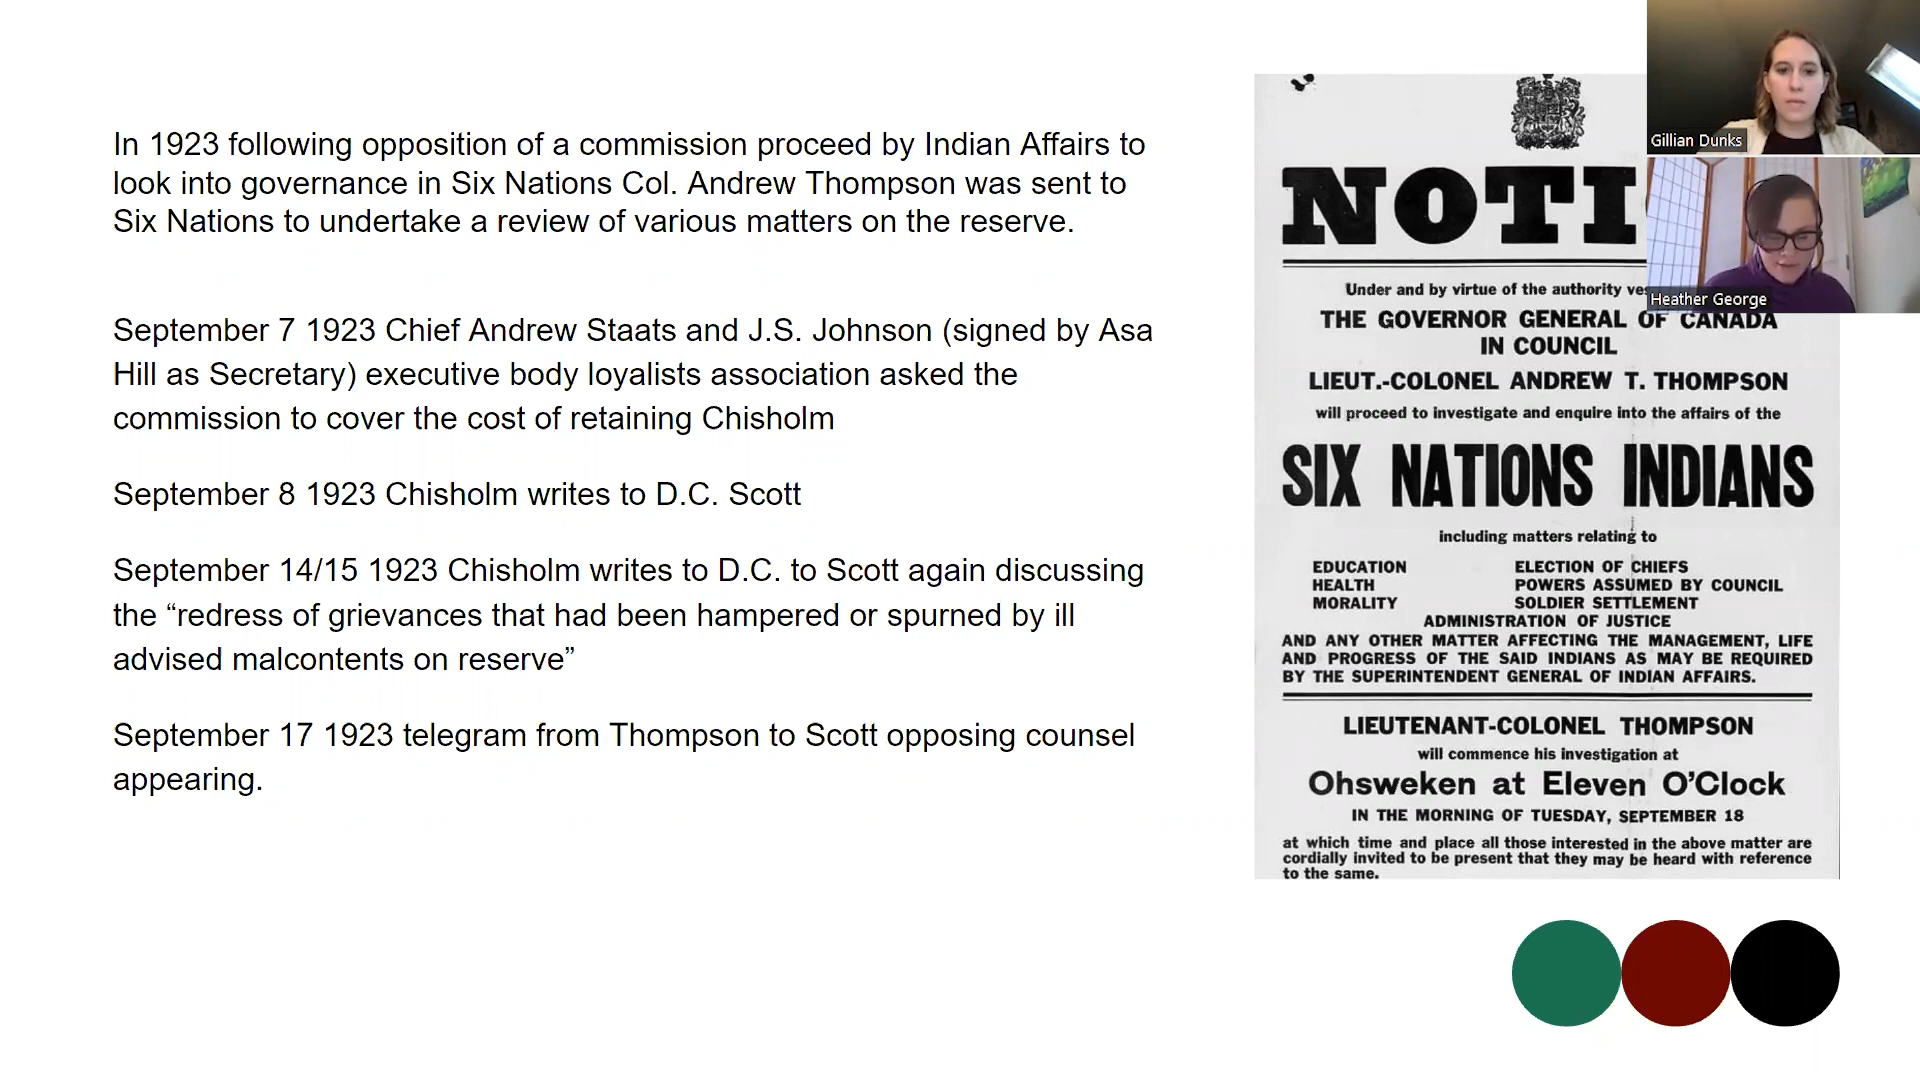 In 1923 following opposition of a commission proceed by Indian Affairs to
look into governance in Six Nations Col. Andrew Thompson was sent to
Six Nations to undertake a review of various matters on the reserve.
September 7 1923 Chief Andrew Staats and J.S. Johnson (signed by Asa
Hill as Secretary) executive body loyalists association asked the
commission to cover the cost of retaining Chisholm
September 8 1923 Chisholm writes to D.C. Scott
September 14/15 1923 Chisholm writes to D.C. to Scott again discussing
the “redress of grievances that had been hampered or spurned by ill
advised malcontents on reserve”
September 17 1923 telegram from Thompson to Scott opposing counsel
appearing.
NOTI
Under and by virtue of the authority
THE GOVERNOR GENERAL OF CANADA
IN COUNCIL
LIEUT.-COLONEL ANDREW T. THOMPSON
will proceed to investigate and enquire into the affairs of the
SIX NATIONS INDIANS
including matters relating to
EDUCATION ELECTION OF CHIEFS
HEALTH POWERS ASSUMED BY COUNCIL
MORALITY SOLDIER SETTLEMENT
ADMINISTRATION OF JUSTICE
AND ANY OTHER MATTER AFFECTING THE MANAGEMENT, LIFE
AND PROGRESS OF THE SAID INDIANS AS MAY BE REQUIRED
BY THE SUPERINTENDENT GENERAL OF INDIAN AFFAIRS.
LIEUTENANT-COLONEL THOMPSON
will commence his investigation at
Ohsweken at Eleven O’Clock
IN THE MORNING OF TUESDAY, SEPTEMBER 18
at which time and place all those interested in the above matter are
cordially invited to be present that they may be heard with reference
to the same.
Gillian Dunks
Heather George